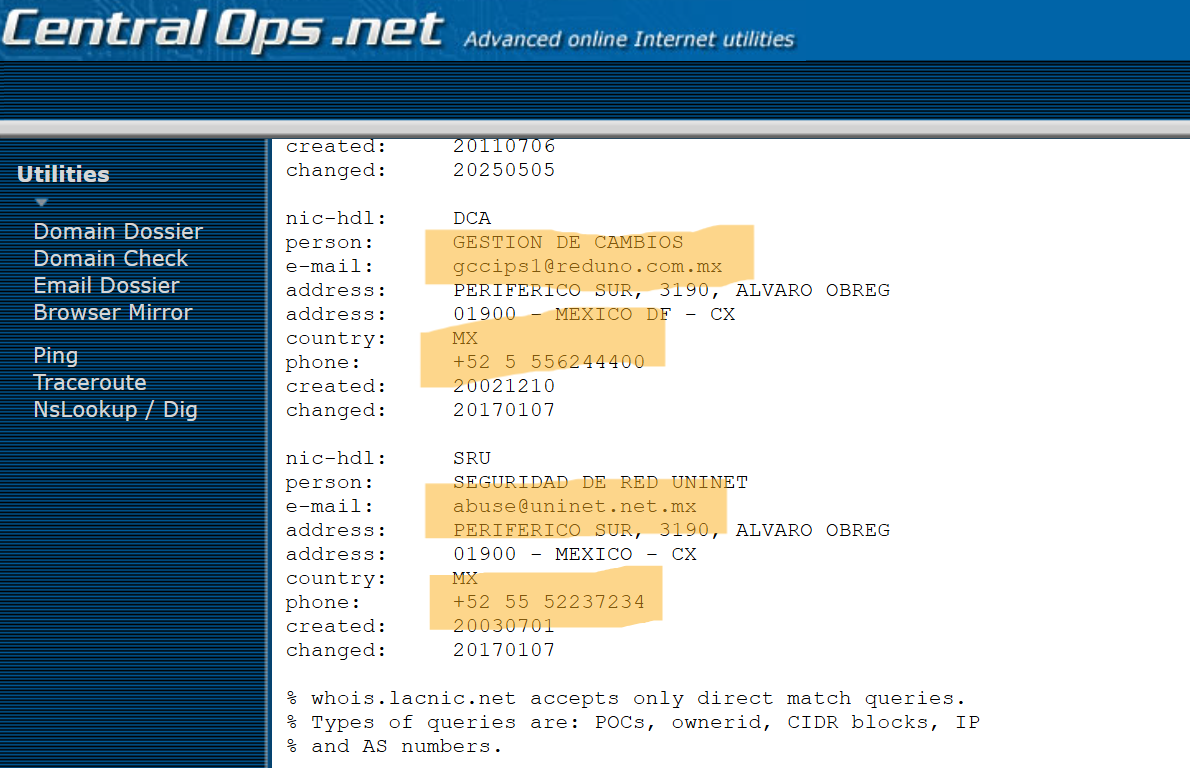 Central Ops .net Advanced online Internet utilities
Utilities
Domain Dossier
Domain Check
Email Dossier
Browser Mirror
Ping
Traceroute
NsLookup / Dig
created: 20110706
changed: 20250505
nic-hdl: DCA
person: GESTION DE CAMBIOS
e-mail: gccips1@reduno.com.mx
address: PERIFERICO SUR, 3190, ALVARO OBREG
address: 01900 - MEXICO DF - CX
country: MX
phone: +52 5 556244400
created: 20021210
changed: 20170107
nic-hdl: SRU
person: SEGURIDAD DE RED UNINET
e-mail: abuse@uninet.net.mx
address: PERIFERICO SUR, 3190, ALVARO OBREG
address: 01900 - MEXICO - CX
country: MX
phone: +52 55 52237234
created: 20030701
changed: 20170107
% whois.lacnic.net accepts only direct match queries.
% Types of queries are: POCs, ownerid, CIDR blocks, IP
% and AS numbers.